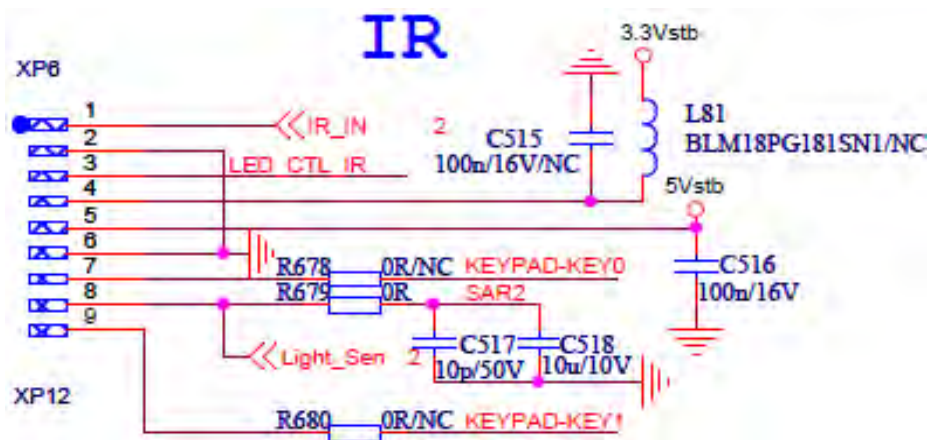 IR
3.3Vstb
XP6
1
IR_IN 2
2
C515
100n/16V/NC
L81
BLM18PG181SN1/NC
3
LED_CTL_IR
4
5Vstb
5
6
7
R678 0R/NC KEYPAD-KEY0
C516
100n/16V
8
R679 0R SAR2
9
Light_Sen 2
C517
10p/50V
C518
10u/10V
XP12
R680 0R/NC KEYPAD-KEY1